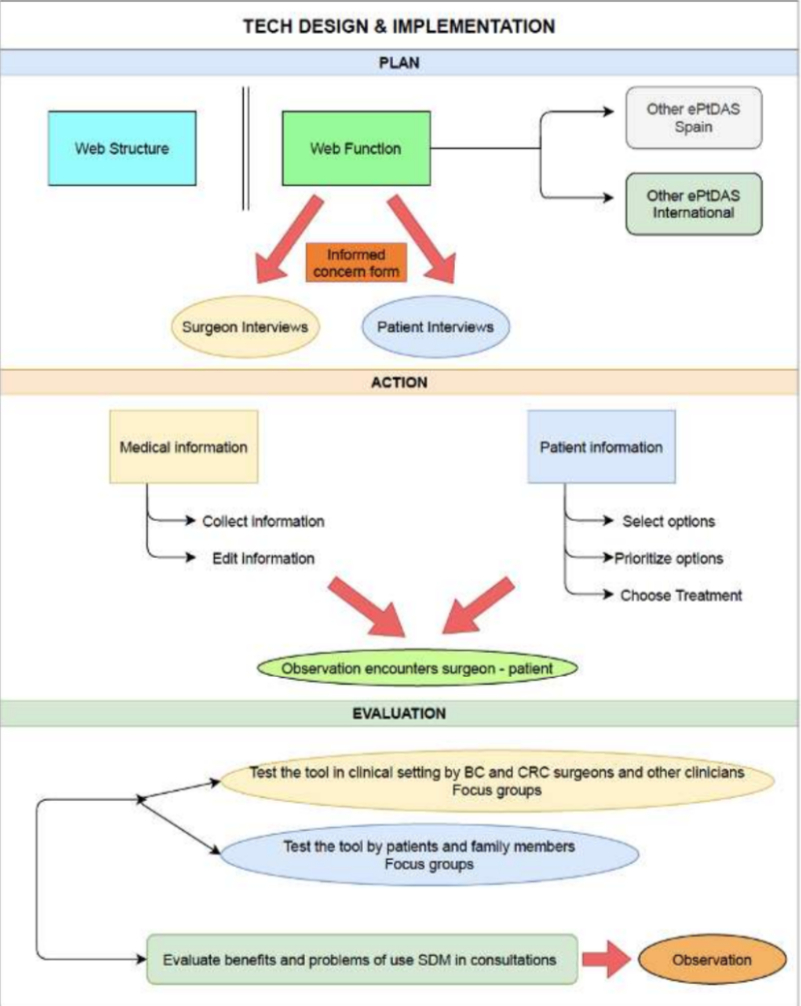 TECH DESIGN & IMPLEMENTATION
PLAN
Web Structure
Web Function
Other ePtDAS
Spain
Other ePtDAS
International
Informed
concern form
Surgeon Interviews
Patient Interviews
ACTION
Medical information
Collect information
Edit information
Patient information
Select options
Prioritize options
Choose Treatment
Observation encounters surgeon - patient
EVALUATION
Test the tool in clinical setting by BC and CRC surgeons and other clinicians
Focus groups
Test the tool by patients and family members
Focus groups
Evaluate benefits and problems of use SDM in consultations
Observation